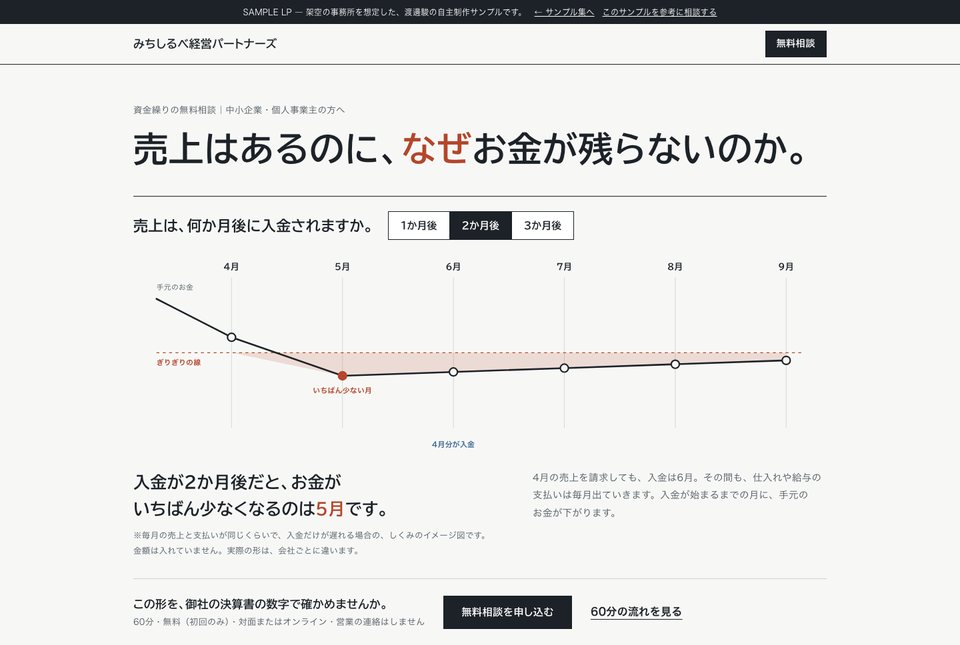 SAMPLE LP — 架空の事務所を想定した、渡邊駿の自主制作サンプルです。 ← サンプル集へ このサンプルを参考に相談する
みちしるべ経営パートナーズ 無料相談
資金繰りの無料相談｜中小企業・個人事業主の方へ
売上はあるのに、なぜお金が残らないのか。
売上は、何か月後に入金されますか。 1か月後 2か月後 3か月後
4月 5月 6月 7月 8月 9月
手元のお金
ぎりぎりの線
いちばん少ない月
4月分が入金
入金が2か月後だと、お金が
いちばん少なくなるのは5月です。
※毎月の売上と支払いが同じくらいで、入金だけが遅れる場合の、しくみのイメージ図です。
金額は入れていません。実際の形は、会社ごとに違います。
4月の売上を請求しても、入金は6月。その間も、仕入れや給与の
支払いは毎月出ていきます。入金が始まるまでの月に、手元の
お金が下がります。
この形を、御社の決算書の数字で確かめませんか。
60分・無料（初回のみ）・対面またはオンライン・営業の連絡はしません
無料相談を申し込む 60分の流れを見る